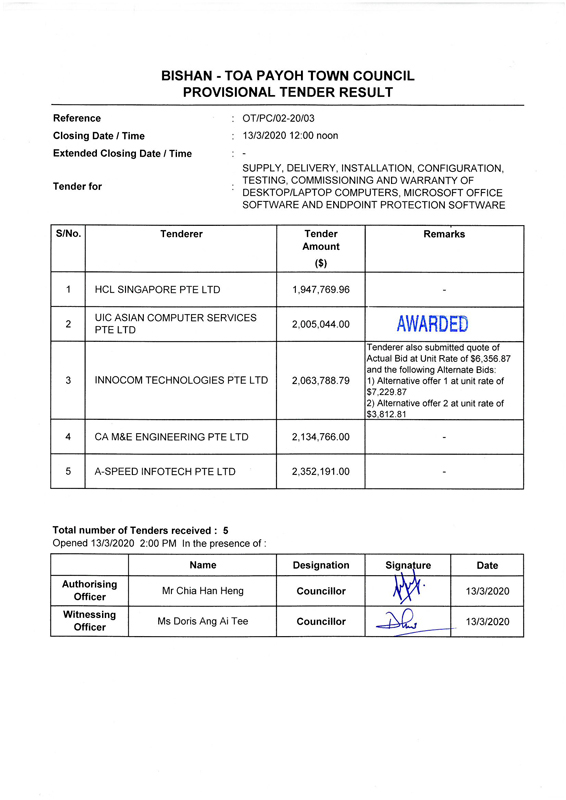 BISHAN - TOA PAYOH TOWN COUNCIL
PROVISIONAL TENDER RESULT
Reference : OT/PC/02-20/03
Closing Date / Time : 13/3/2020 12:00 noon
Extended Closing Date / Time : -
Tender for : SUPPLY, DELIVERY, INSTALLATION, CONFIGURATION,
TESTING, COMMISSIONING AND WARRANTY OF
DESKTOP/LAPTOP COMPUTERS, MICROSOFT OFFICE
SOFTWARE AND ENDPOINT PROTECTION SOFTWARE
S/No. Tenderer Tender Amount ($) Remarks
1 HCL SINGAPORE PTE LTD 1,947,769.96 -
2 UIC ASIAN COMPUTER SERVICES PTE LTD 2,005,044.00 AWARDED
3 INNOCOM TECHNOLOGIES PTE LTD 2,063,788.79
Tenderer also submitted quote of
Actual Bid at Unit Rate of $6,356.87
and the following Alternate Bids:
1) Alternative offer 1 at unit rate of
$7,229.87
2) Alternative offer 2 at unit rate of
$3,812.81
4 CA M&E ENGINEERING PTE LTD 2,134,766.00 -
5 A-SPEED INFOTECH PTE LTD 2,352,191.00 -
Total number of Tenders received : 5
Opened 13/3/2020 2:00 PM In the presence of :
Name Designation Signature Date
Authorising Officer Mr Chia Han Heng Councillor 13/3/2020
Witnessing Officer Ms Doris Ang Ai Tee Councillor 13/3/2020